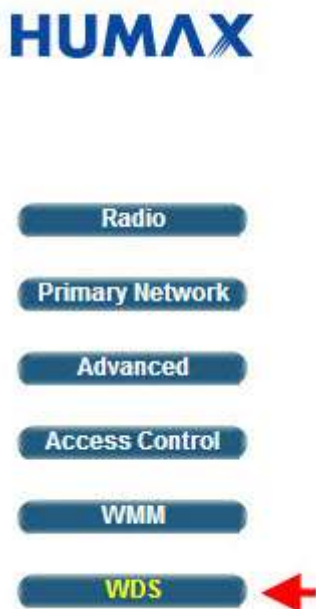 HUMAX
Radio
Primary Network
Advanced
Access Control
WMM
WDS